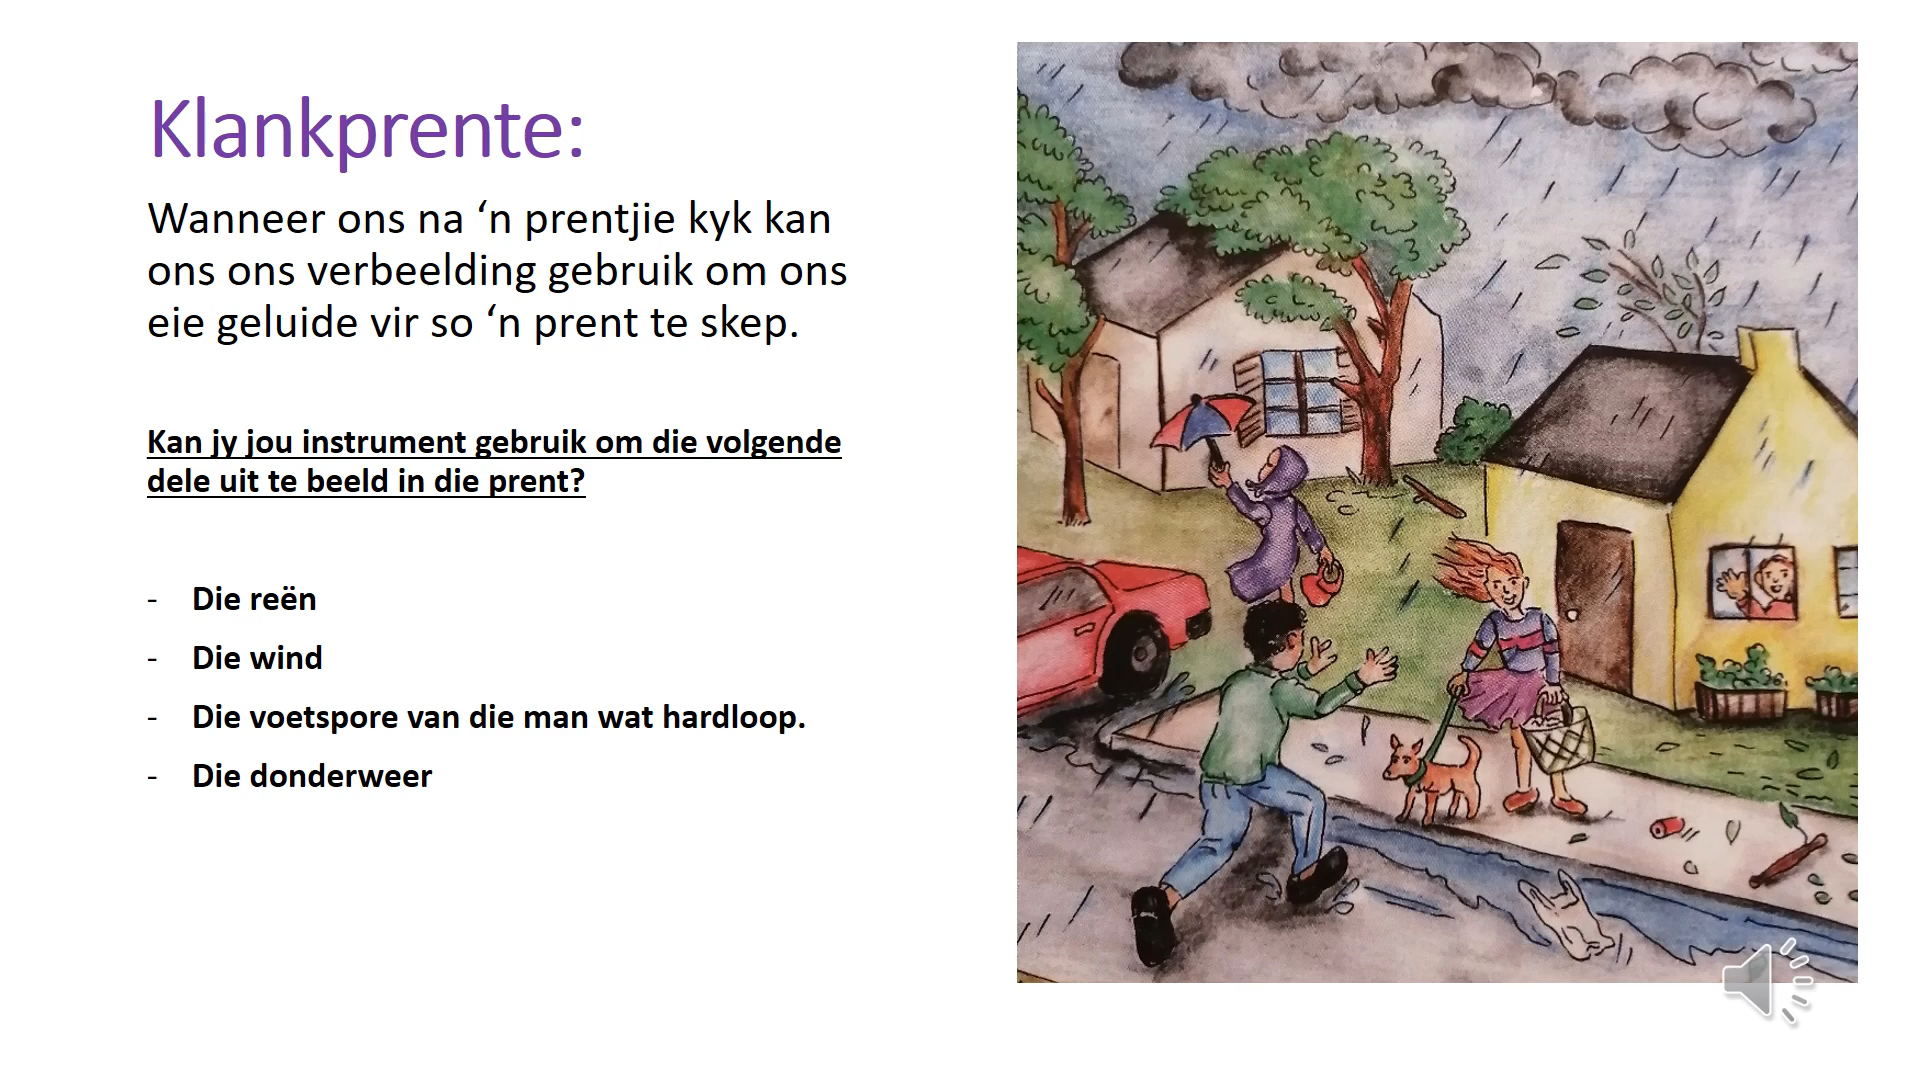 Klankprente:
Wanneer ons na ‘n prentjie kyk kan
ons ons verbeelding gebruik om ons
eie geluide vir so ‘n prent te skep.
Kan jy jou instrument gebruik om die volgende
dele uit te beeld in die prent?
- Die reën
- Die wind
- Die voetspore van die man wat hardloop.
- Die donderweer